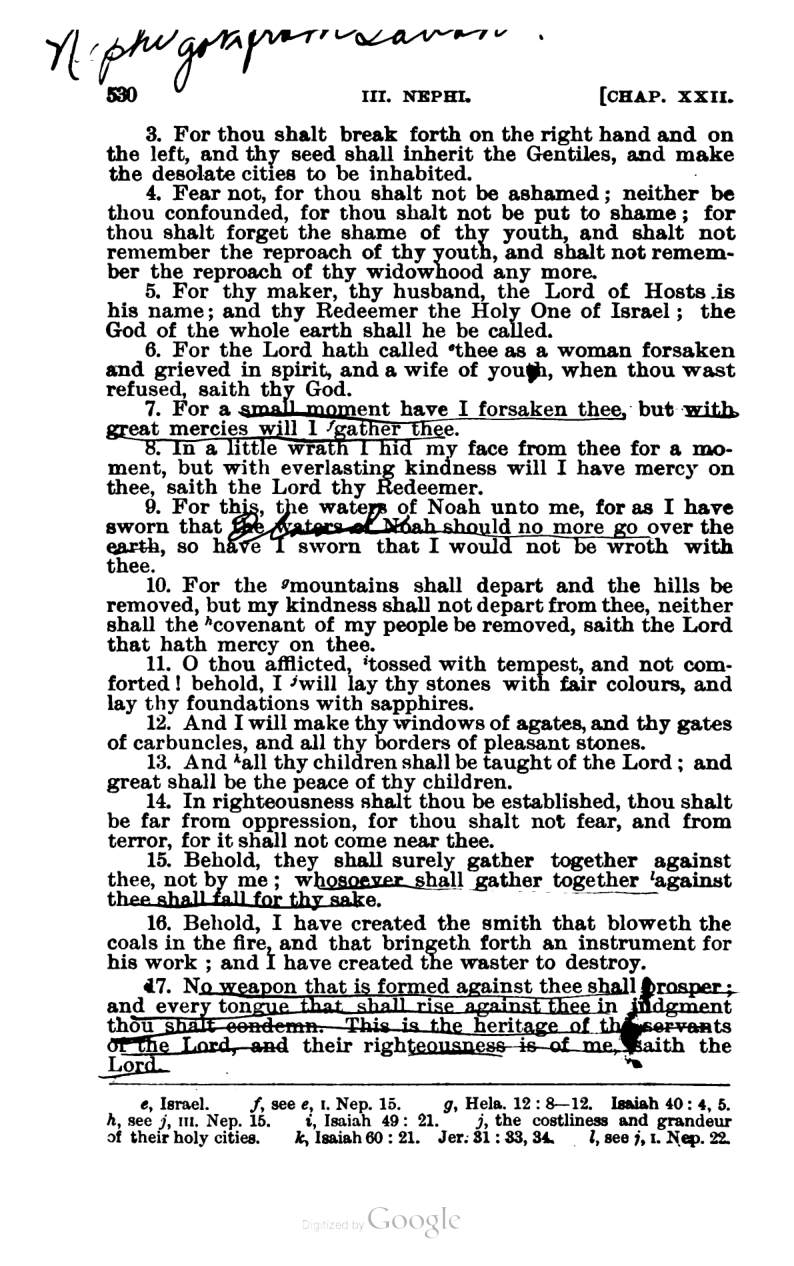 Nephi got from Laban.
530 III. NEPHI. [CHAP. XXII.
3. For thou shalt break forth on the right hand and on
the left, and thy seed shall inherit the Gentiles, and make
the desolate cities to be inhabited.
4. Fear not, for thou shalt not be ashamed; neither be
thou confounded, for thou shalt not be put to shame; for
thou shalt forget the shame of thy youth, and shalt not
remember the reproach of thy youth, and shalt not remem-
ber the reproach of thy widowhood any more.
5. For thy maker, thy husband, the Lord of Hosts is
his name; and thy Redeemer the Holy One of Israel; the
God of the whole earth shall he be called.
6. For the Lord hath called ᵉthee as a woman forsaken
and grieved in spirit, and a wife of youth, when thou wast
refused, saith thy God.
7. For a small moment have I forsaken thee, but with
great mercies will I ᶠgather thee.
8. In a little wrath I hid my face from thee for a mo-
ment, but with everlasting kindness will I have mercy on
thee, saith the Lord thy Redeemer.
9. For this, the waters of Noah unto me, for as I have
sworn that the waters of Noah should no more go over the
earth, so have I sworn that I would not be wroth with
thee.
10. For the ᵍmountains shall depart and the hills be
removed, but my kindness shall not depart from thee, neither
shall the ʰcovenant of my people be removed, saith the Lord
that hath mercy on thee.
11. O thou afflicted, ⁱtossed with tempest, and not com-
forted! behold, I ʲwill lay thy stones with fair colours, and
lay thy foundations with sapphires.
12. And I will make thy windows of agates, and thy gates
of carbuncles, and all thy borders of pleasant stones.
13. And ᵏall thy children shall be taught of the Lord; and
great shall be the peace of thy children.
14. In righteousness shalt thou be established, thou shalt
be far from oppression, for thou shalt not fear, and from
terror, for it shall not come near thee.
15. Behold, they shall surely gather together against
thee, not by me; whosoever shall gather together ˡagainst
thee shall fall for thy sake.
16. Behold, I have created the smith that bloweth the
coals in the fire, and that bringeth forth an instrument for
his work; and I have created the waster to destroy.
17. No weapon that is formed against thee shall prosper;
and every tongue that shall rise against thee in judgment
thou shalt condemn. This is the heritage of the servants
of the Lord, and their righteousness is of me, saith the
Lord.
e, Israel. f, see e, I. Nep. 15. g, Hela. 12: 8—12. Isaiah 40: 4, 5.
h, see j, III. Nep. 15. i, Isaiah 49: 21. j, the costliness and grandeur
of their holy cities. k, Isaiah 60: 21. Jer. 31: 33, 34. l, see j, I. Nep. 22.
Digitized by Google